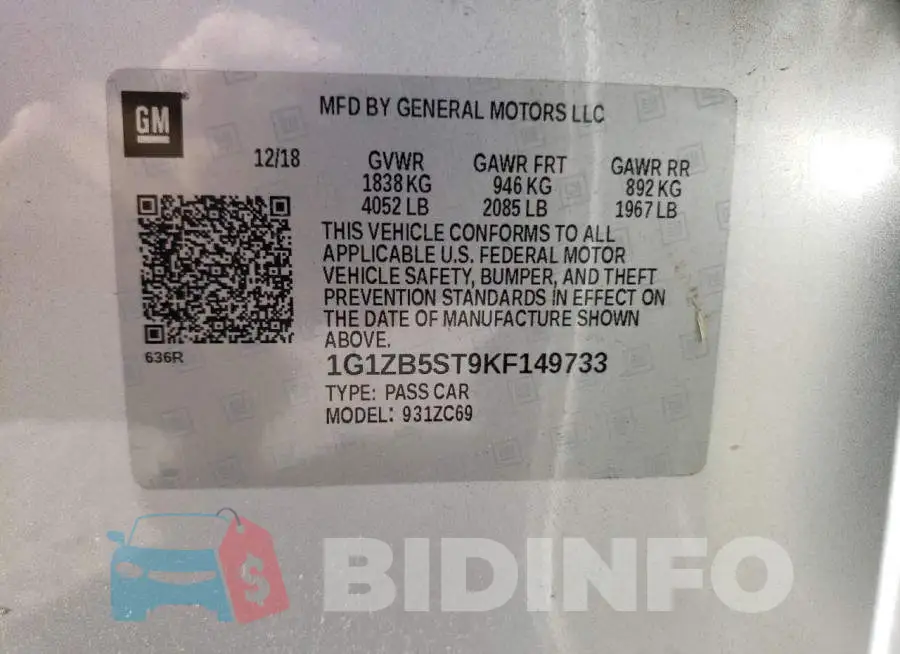 GM
MFD BY GENERAL MOTORS LLC
12/18 GVWR GAWR FRT GAWR RR
1838 KG 946 KG 892 KG
4052 LB 2085 LB 1967 LB
THIS VEHICLE CONFORMS TO ALL
APPLICABLE U.S. FEDERAL MOTOR
VEHICLE SAFETY, BUMPER, AND THEFT
PREVENTION STANDARDS IN EFFECT ON
THE DATE OF MANUFACTURE SHOWN
ABOVE.
636R
1G1ZB5ST9KF149733
TYPE: PASS CAR
MODEL: 931ZC69
$
BIDINFO